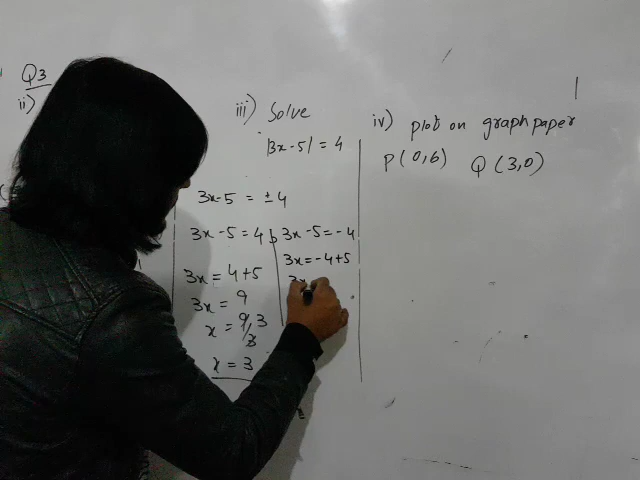 Q3
ii)
iii) Solve
|3x-5| = 4
3x-5 = ±4
3x-5 = 4
3x = 4+5
3x = 9
x = 9/3
x = 3
3x-5 = -4
3x = -4+5
3x
iv) plot on graph paper
P(0,6) Q(3,0)